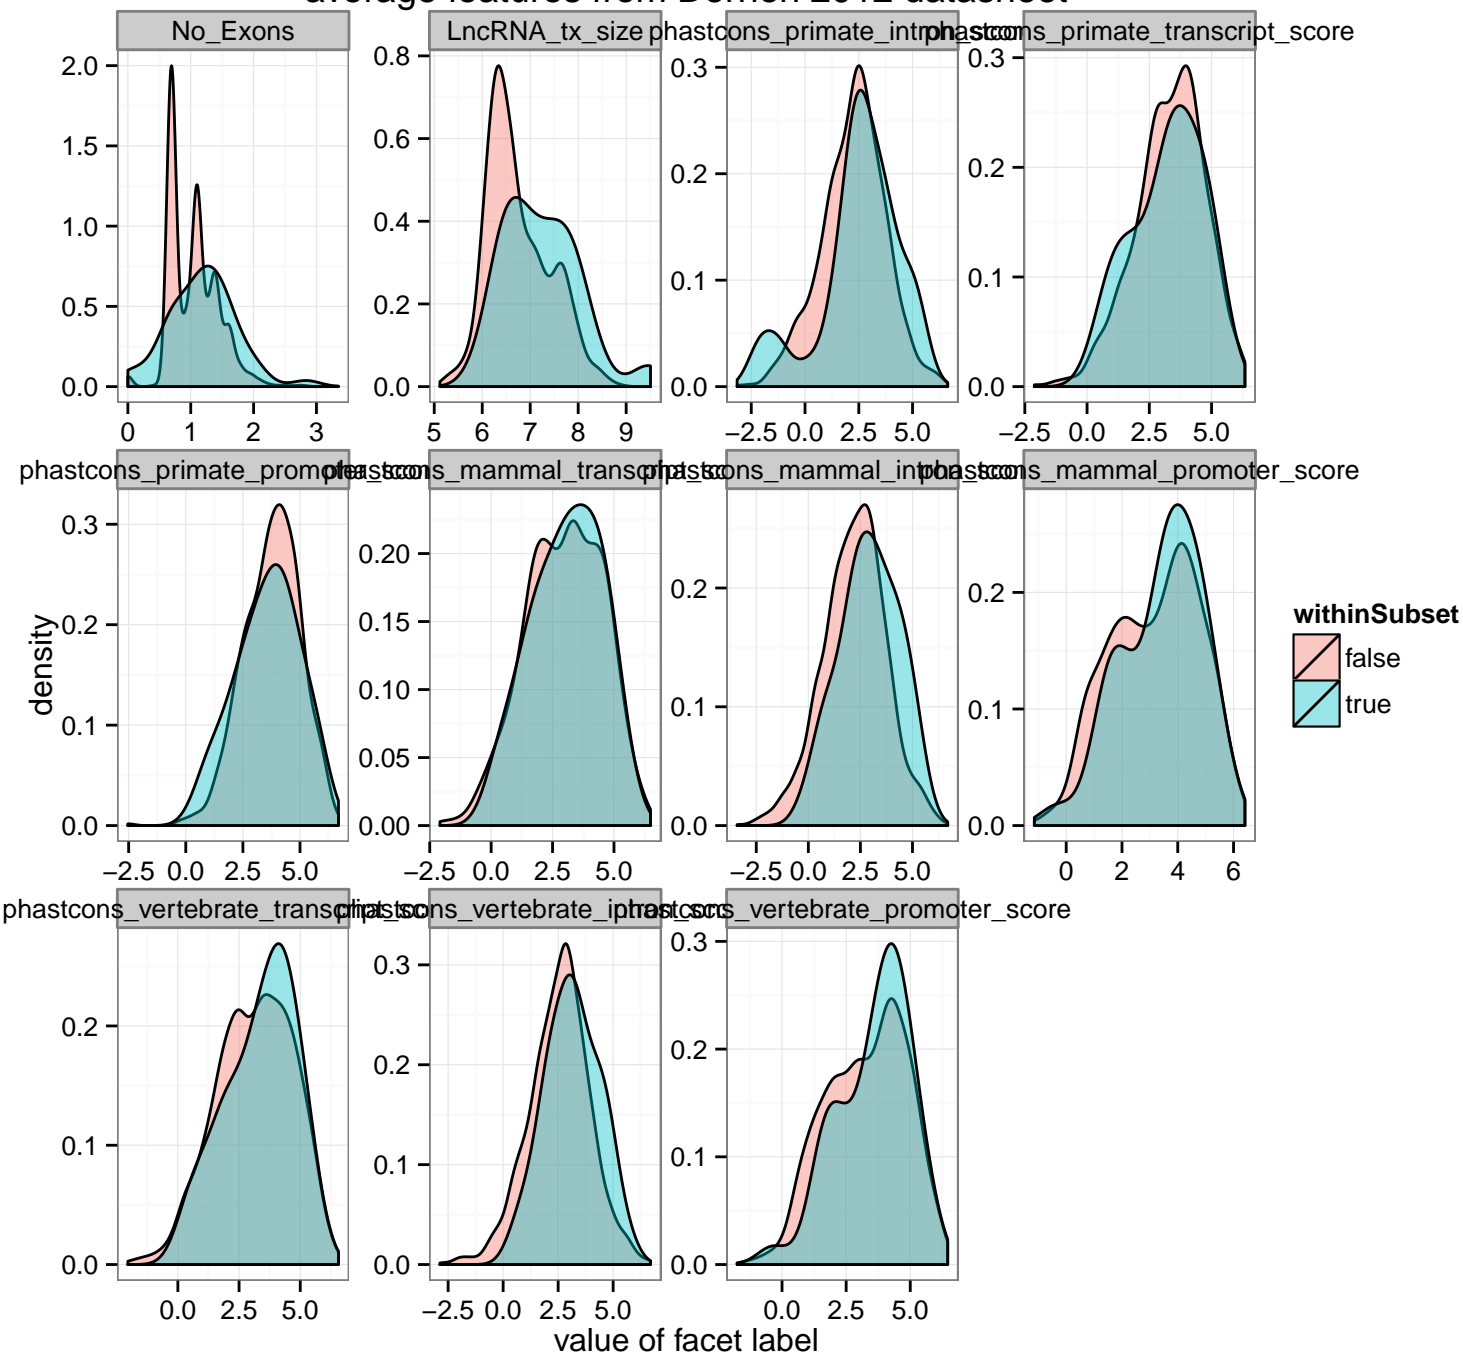 average features from Derrien 2012 datasheet
No_Exons
LncRNA_tx_size
phastcons_primate_intron_score
phastcons_primate_transcript_score
2.0
1.5
1.0
0.5
0.0
0 1 2 3
0.8
0.6
0.4
0.2
0.0
5 6 7 8 9
0.3
0.2
0.1
0.0
−2.5 0.0 2.5 5.0
0.3
0.2
0.1
0.0
−2.5 0.0 2.5 5.0
phastcons_primate_promoter_score
phastcons_mammal_transcript_score
phastcons_mammal_intron_score
phastcons_mammal_promoter_score
0.3
0.2
0.1
0.0
−2.5 0.0 2.5 5.0
0.20
0.15
0.10
0.05
0.00
−2.5 0.0 2.5 5.0
0.2
0.1
0.0
−2.5 0.0 2.5 5.0
0.2
0.1
0.0
0 2 4 6
density
withinSubset
false
true
phastcons_vertebrate_transcript_score
phastcons_vertebrate_intron_score
phastcons_vertebrate_promoter_score
0.2
0.1
0.0
0.0 2.5 5.0
0.3
0.2
0.1
0.0
−2.5 0.0 2.5 5.0
0.3
0.2
0.1
0.0
0.0 2.5 5.0
value of facet label